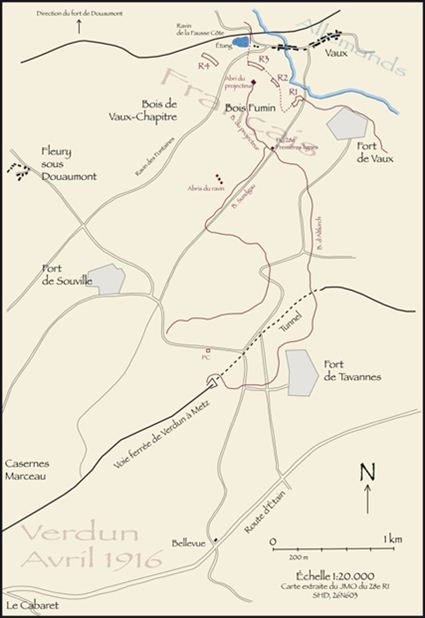 Direction du fort de Douaumont
Ravin
de la Fausse Côte
Étang
Vaux
Allemands
Français
R4
R3
R2
R1
Abri du
projecteur
Bois de
Vaux-Chapitre
Bois Fumin
B. du projecteur
Premières lignes
Fort
de Vaux
Ravin des Fontaines
Fleury
sous
Douaumont
Abris du ravin
B. Sundgau
B. d'Altkirch
Fort
de Souville
Tunnel
PC
Fort
de Tavannes
Voie ferrée de Verdun à Metz
Casernes
Marceau
N
Route d'Étain
Verdun
Avril 1916
Bellevue
0
1 km
200 m
Échelle 1:20.000
Carte extraite du JMO du 28e RI
SHD, 26N603
Le Cabaret